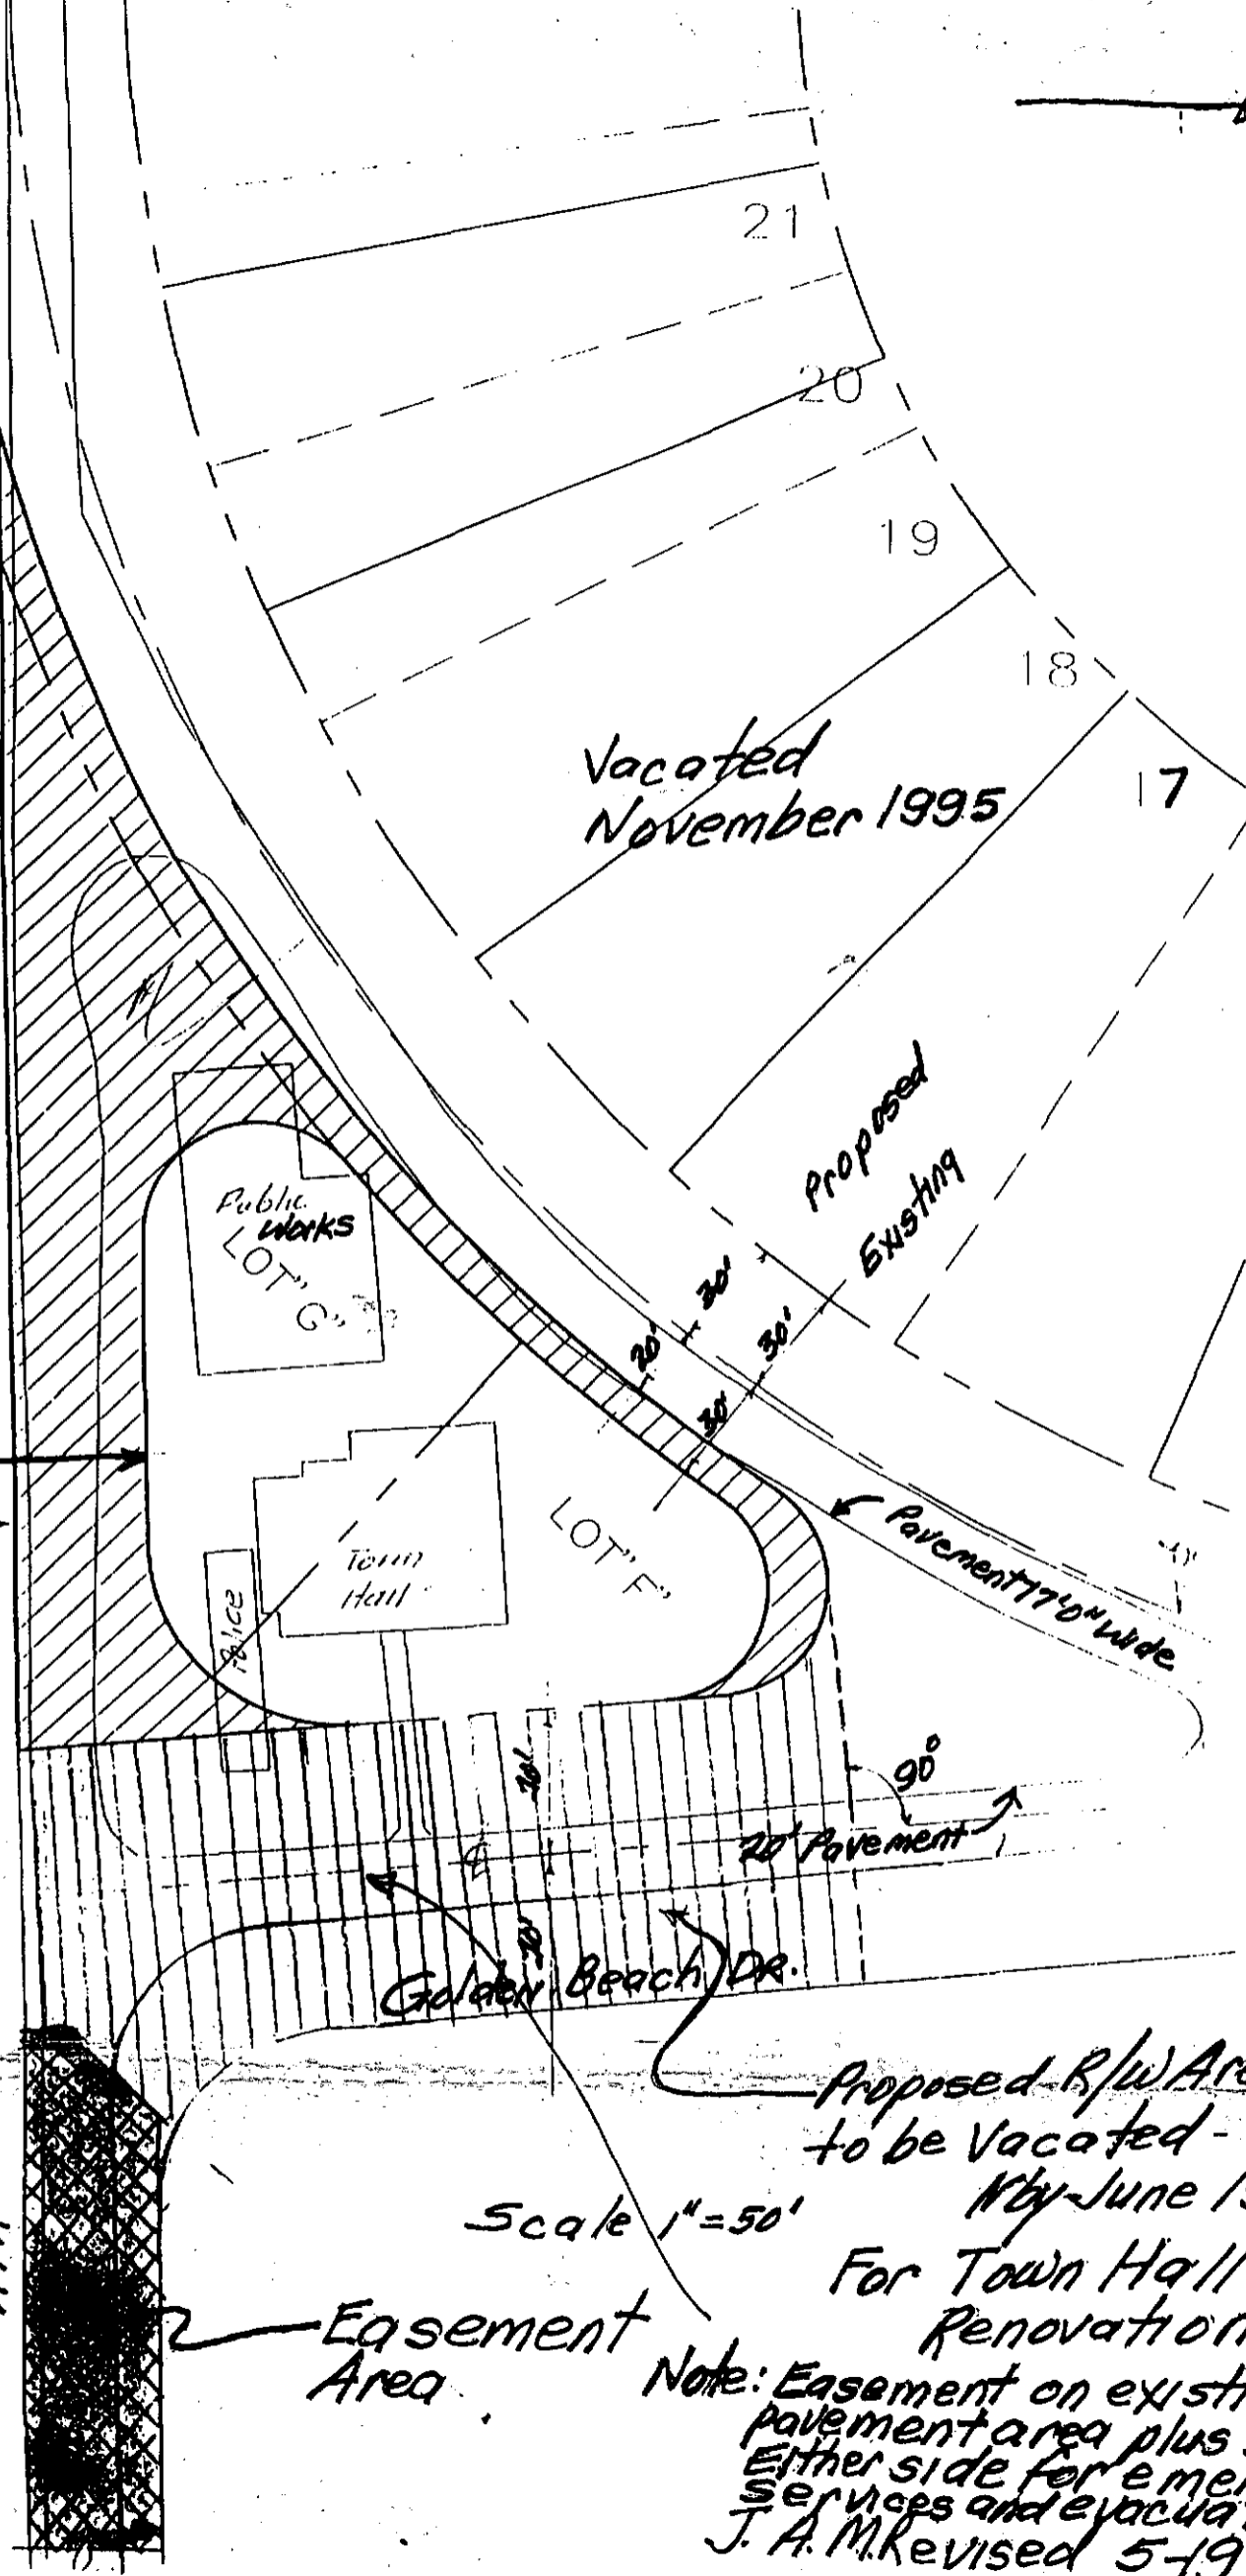 21
20
19
18
17
Vacated
November 1995
Proposed
Existing
30'
20'
30'
30'
Public
Works
LOT "G"
Town
Hall
Police
LOT "F"
Pavement 17'0" Wide
90°
20' Pavement
Golden Beach DR.
Proposed R/W Are
to be Vacated -
June 1
Scale 1"=50'
For Town Hall
Renovation
Easement
Area
Note: Easement on existi
pavement area plus
Either side for emer
services and evacuat
J. A. M. Revised 5-19